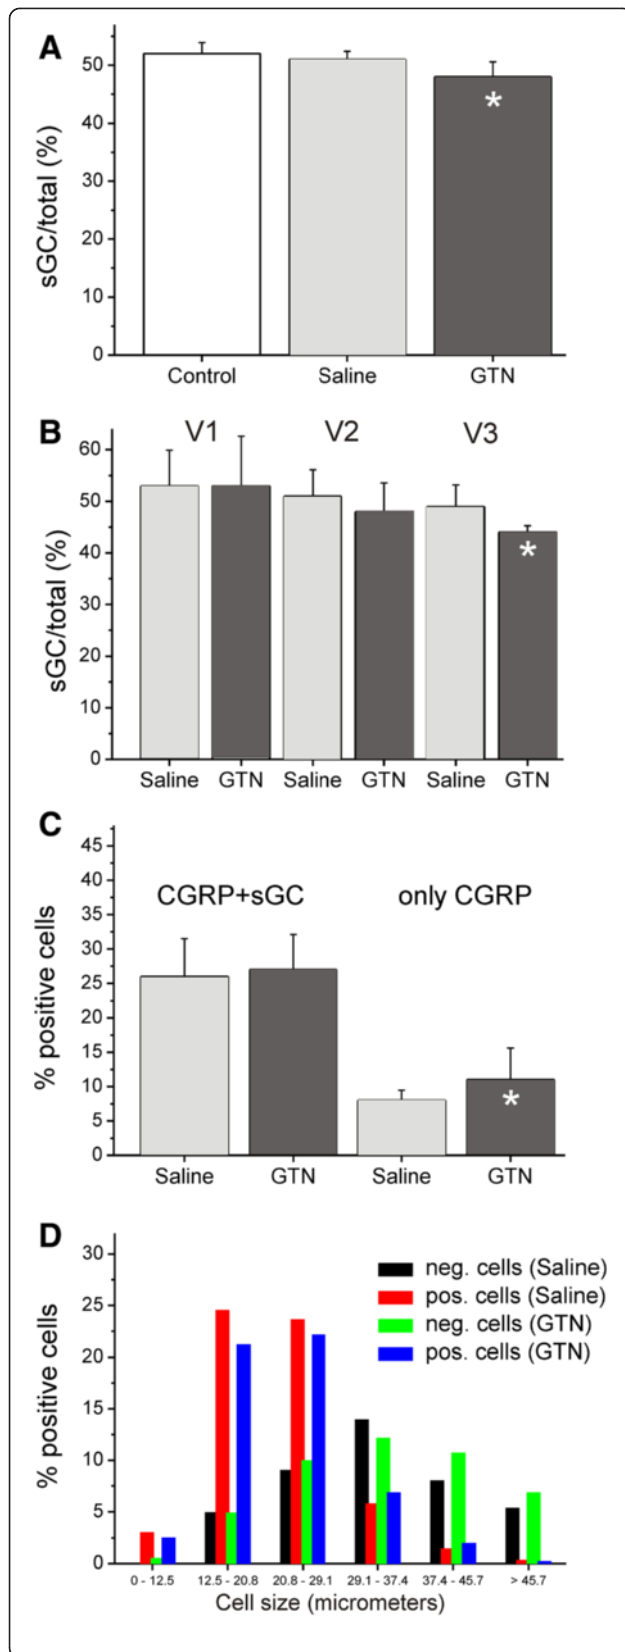 A
sGC/total (%)
50
40
30
20
10
0
*
Control Saline GTN
B
V1 V2 V3
sGC/total (%)
60
50
40
30
20
10
0
*
Saline GTN Saline GTN Saline GTN
C
% positive cells
45
40
35
30
25
20
15
10
5
0
CGRP+sGC only CGRP
*
Saline GTN Saline GTN
D
% positive cells
30
25
20
15
10
5
0
neg. cells (Saline)
pos. cells (Saline)
neg. cells (GTN)
pos. cells (GTN)
0 - 12.5 12.5 - 20.8 20.8 - 29.1 29.1 - 37.4 37.4 - 45.7 > 45.7
Cell size (micrometers)